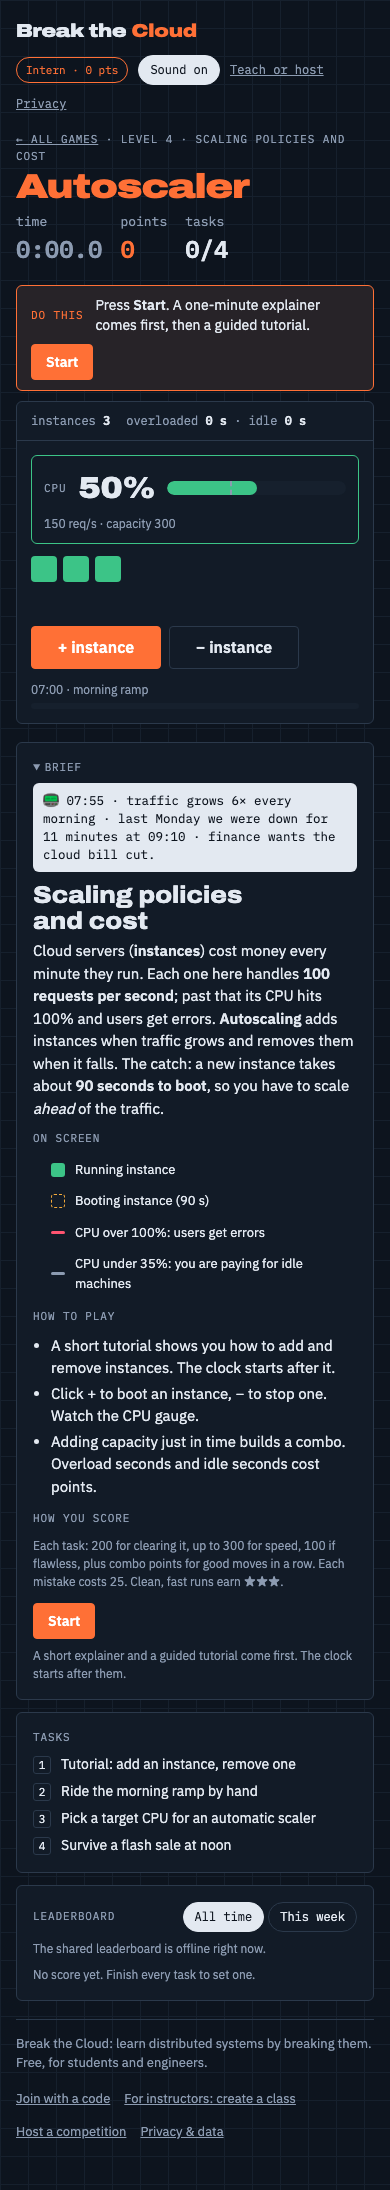 Break the Cloud
Intern · 0 pts
Sound on
Teach or host
Privacy
← ALL GAMES · LEVEL 4 · SCALING POLICIES AND
COST
Autoscaler
time points tasks
0:00.0 0 0/4
DO THIS
Press Start. A one-minute explainer
comes first, then a guided tutorial.
Start
instances 3 overloaded 0 s · idle 0 s
CPU 50%
150 req/s · capacity 300
+ instance
– instance
07:00 · morning ramp
▼ BRIEF
07:55 · traffic grows 6× every
morning · last Monday we were down for
11 minutes at 09:10 · finance wants the
cloud bill cut.
Scaling policies
and cost
Cloud servers (instances) cost money every
minute they run. Each one here handles 100
requests per second; past that its CPU hits
100% and users get errors. Autoscaling adds
instances when traffic grows and removes them
when it falls. The catch: a new instance takes
about 90 seconds to boot, so you have to scale
ahead of the traffic.
ON SCREEN
Running instance
Booting instance (90 s)
CPU over 100%: users get errors
CPU under 35%: you are paying for idle
machines
HOW TO PLAY
• A short tutorial shows you how to add and
remove instances. The clock starts after it.
• Click + to boot an instance, – to stop one.
Watch the CPU gauge.
• Adding capacity just in time builds a combo.
Overload seconds and idle seconds cost
points.
HOW YOU SCORE
Each task: 200 for clearing it, up to 300 for speed, 100 if
flawless, plus combo points for good moves in a row. Each
mistake costs 25. Clean, fast runs earn ★★★.
Start
A short explainer and a guided tutorial come first. The clock
starts after them.
TASKS
1 Tutorial: add an instance, remove one
2 Ride the morning ramp by hand
3 Pick a target CPU for an automatic scaler
4 Survive a flash sale at noon
LEADERBOARD
All time
This week
The shared leaderboard is offline right now.
No score yet. Finish every task to set one.
Break the Cloud: learn distributed systems by breaking them.
Free, for students and engineers.
Join with a code For instructors: create a class
Host a competition Privacy & data